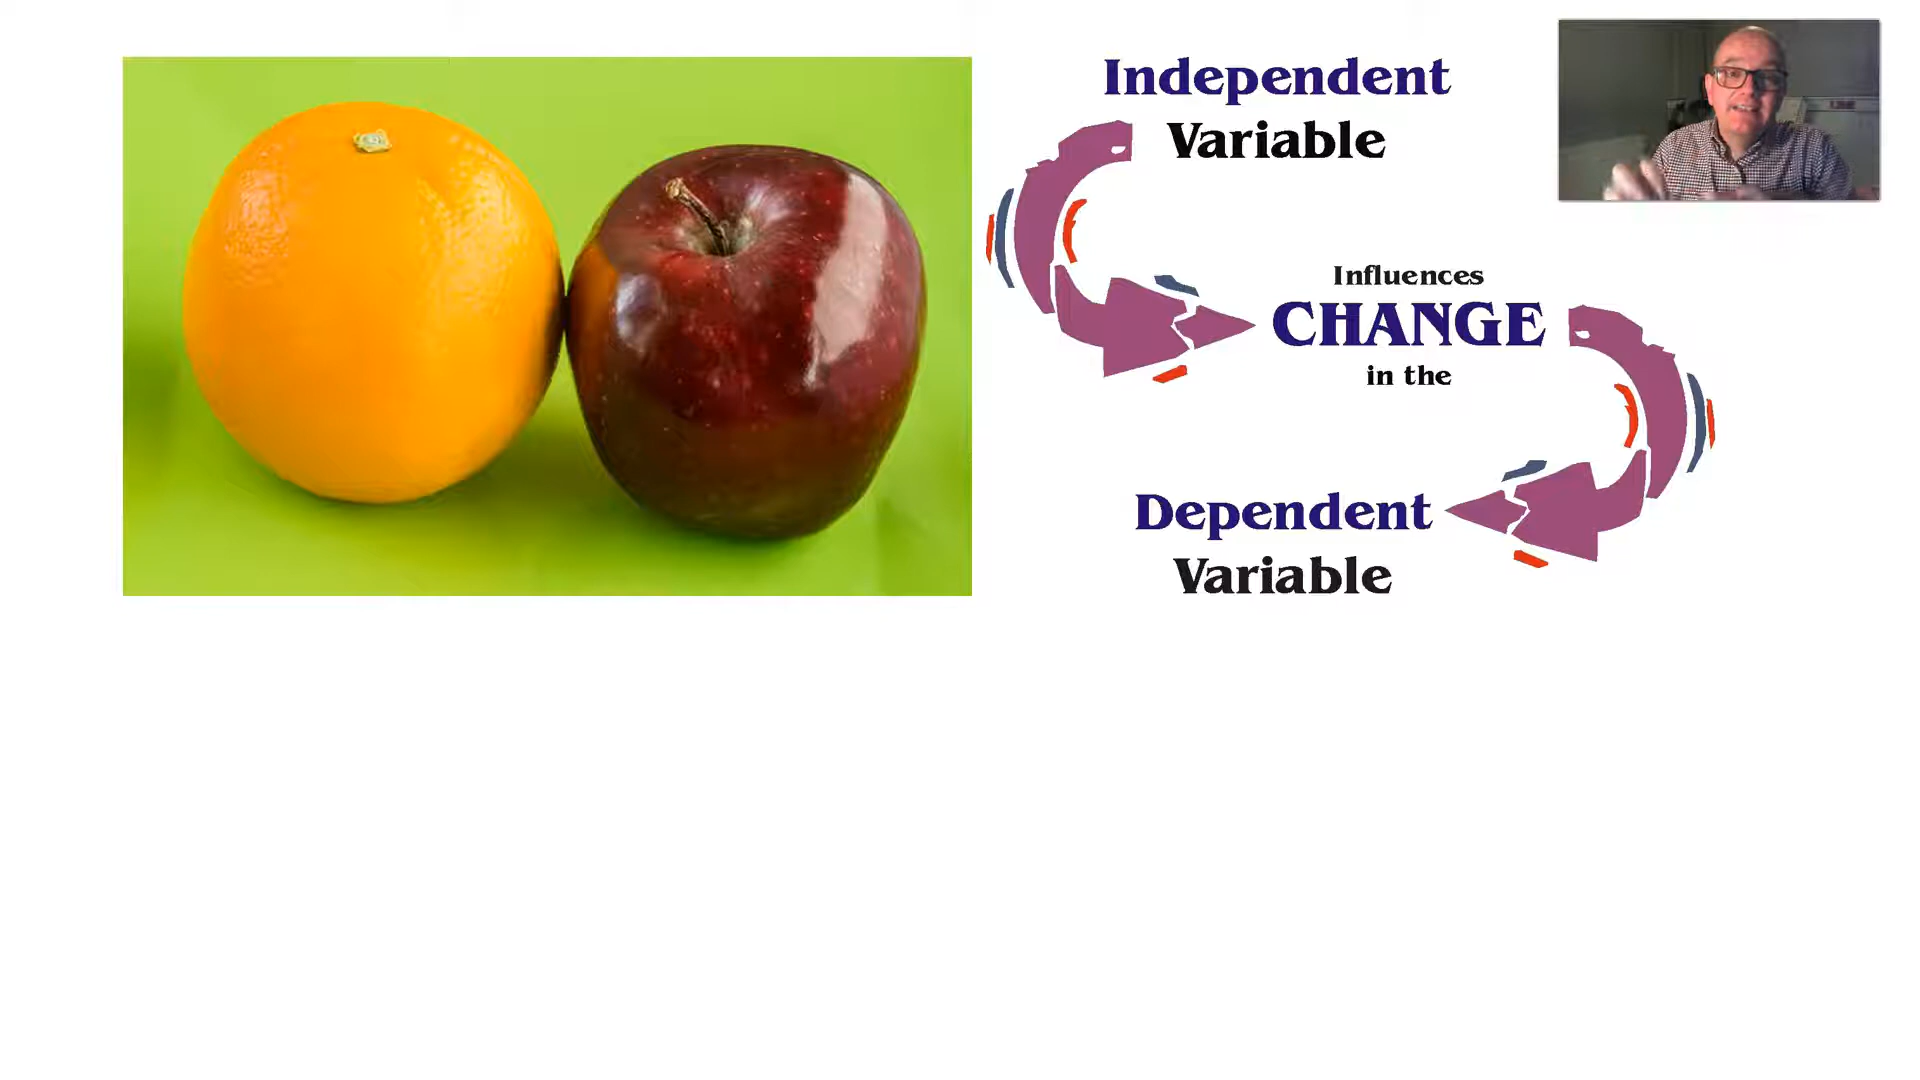 Independent
Variable
Influences
CHANGE
in the
Dependent
Variable